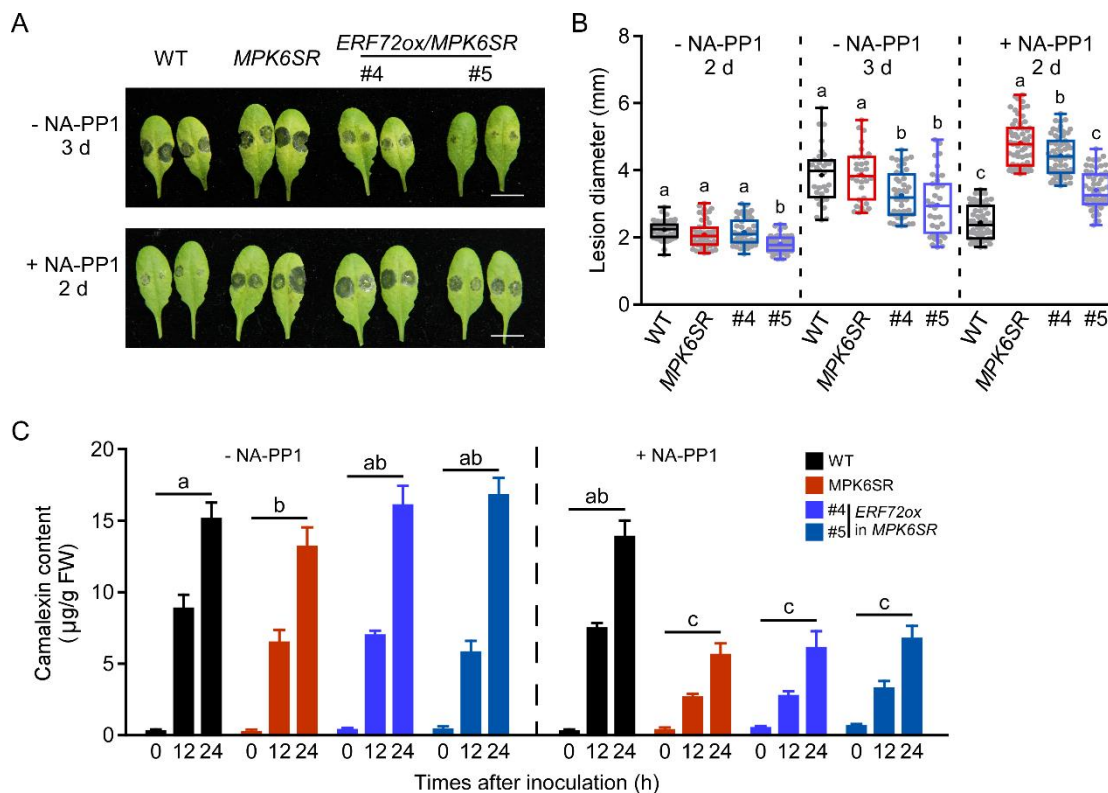 A
WT
MPK6SR
ERF72ox/MPK6SR
#4
#5
- NA-PP1
3 d
+ NA-PP1
2 d
B
- NA-PP1
2 d
- NA-PP1
3 d
+ NA-PP1
2 d
Lesion diameter (mm)
8
6
4
2
0
a a a b
a a b b
c a b c
WT MPK6SR #4 #5 WT MPK6SR #4 #5 WT MPK6SR #4 #5
C
- NA-PP1
+ NA-PP1
WT
MPK6SR
#4
#5
ERF72ox
in MPK6SR
Camalexin content
( µg/g FW)
20
15
10
5
0
a b ab ab ab c c c
0 12 24 0 12 24 0 12 24 0 12 24 0 12 24 0 12 24 0 12 24 0 12 24
Times after inoculation (h)